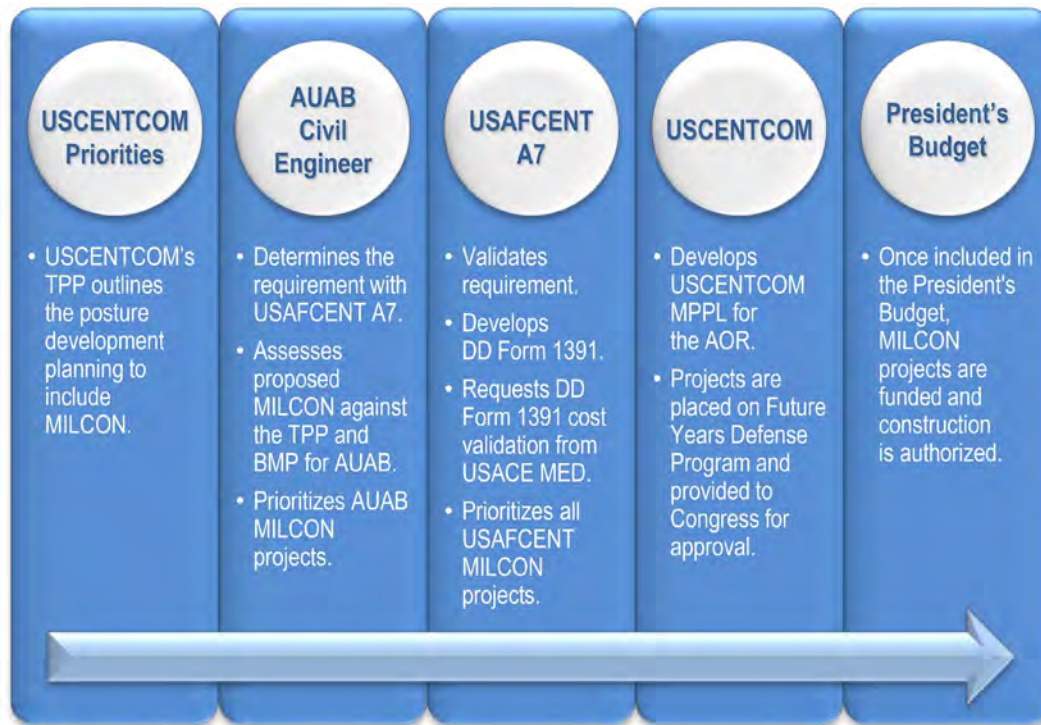 USCENTCOM
Priorities
• USCENTCOM's
TPP outlines
the posture
development
planning to
include
MILCON.
AUAB
Civil
Engineer
• Determines the
requirement with
USAFCENT A7.
• Assesses
proposed
MILCON against
the TPP and
BMP for AUAB.
• Prioritizes AUAB
MILCON
projects.
USAFCENT
A7
• Validates
requirement.
• Develops
DD Form 1391.
• Requests DD
Form 1391 cost
validation from
USACE MED.
• Prioritizes all
USAFCENT
MILCON
projects.
USCENTCOM
• Develops
USCENTCOM
MPPL for
the AOR.
• Projects are
placed on Future
Years Defense
Program and
provided to
Congress for
approval.
President's
Budget
• Once included in
the President's
Budget,
MILCON
projects are
funded and
construction
is authorized.